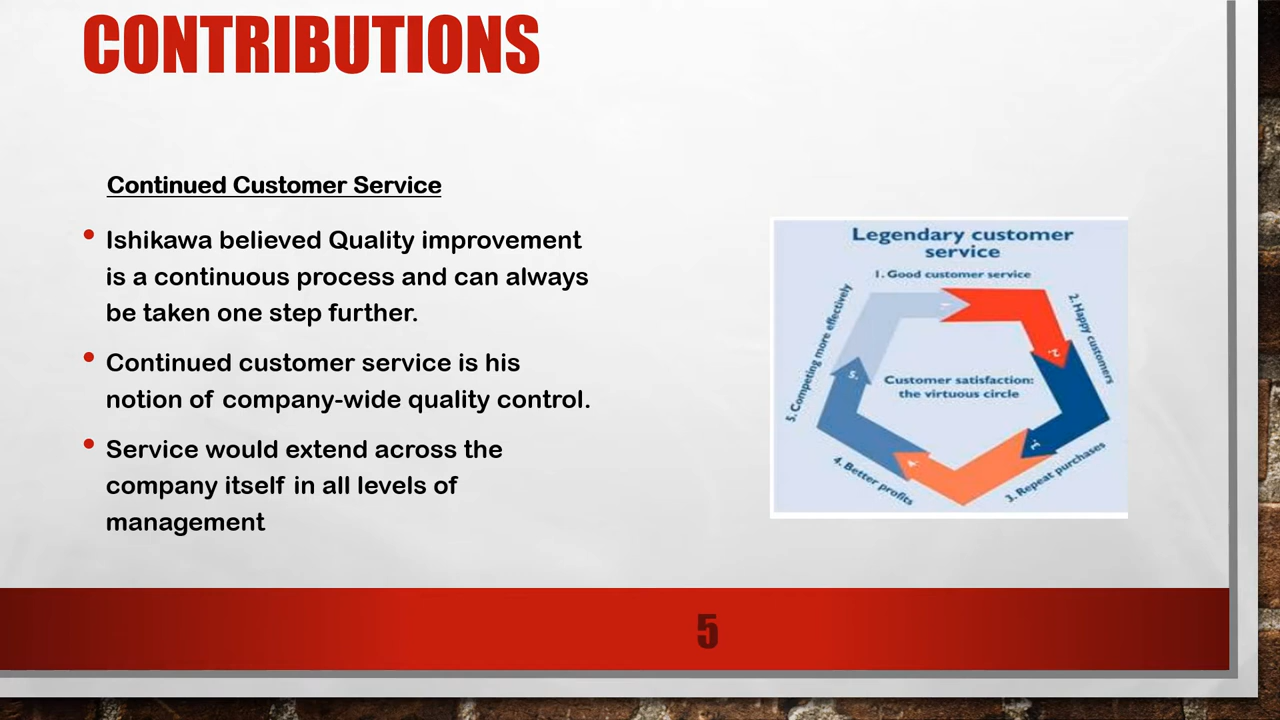 CONTRIBUTIONS
Continued Customer Service
• Ishikawa believed Quality improvement
is a continuous process and can always
be taken one step further.
• Continued customer service is his
notion of company-wide quality control.
• Service would extend across the
company itself in all levels of
management
Legendary customer
service
1. Good customer service
2. Happy customers
3. Repeat purchases
4. Better profits
5. Competing more effectively
Customer satisfaction:
the virtuous circle
2.
4.
5.
5